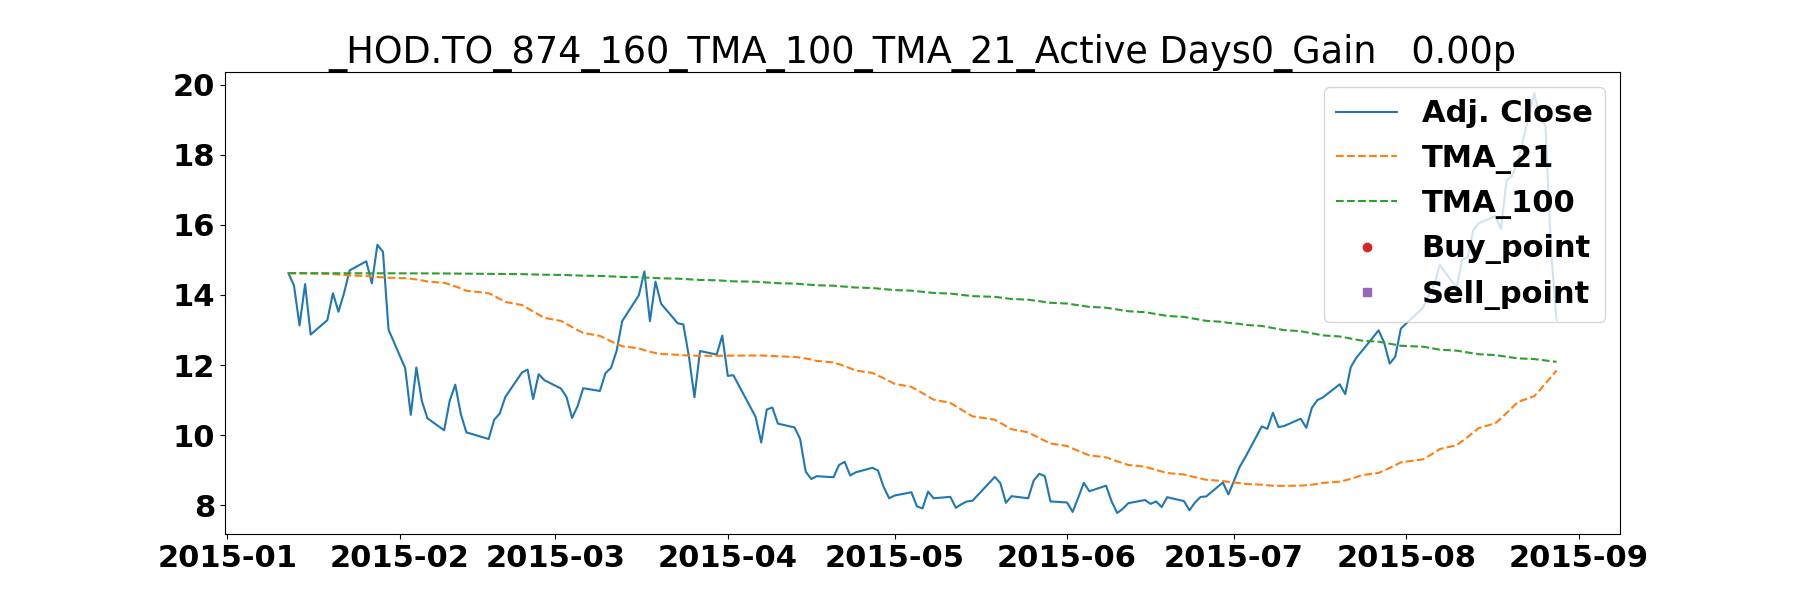 _HOD.TO_874_160_TMA_100_TMA_21_Active Days0_Gain   0.00p
20
18
16
14
12
10
8
Adj. Close
TMA_21
TMA_100
Buy_point
Sell_point
2015-01 2015-02 2015-03 2015-04 2015-05 2015-06 2015-07 2015-08 2015-09